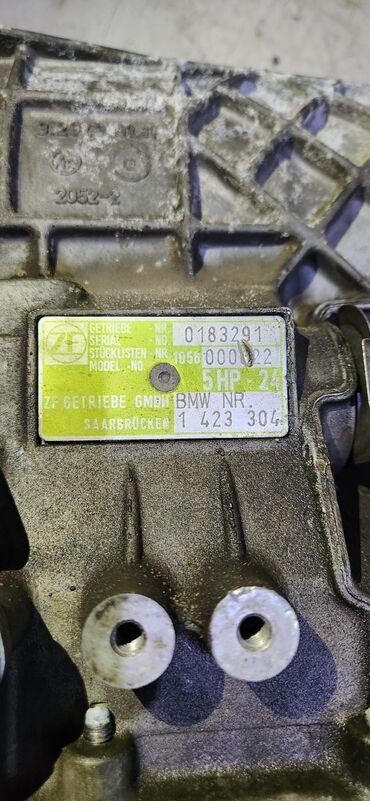 2052-2
ZF GETRIEBE NR SERIAL NO 0183291
STÜCKLISTEN NR MODEL.-NO. 1058 000022
5HP-24
ZF GETRIEBE GMBH BMW NR.
SAARBRÜCKEN 1 423 304